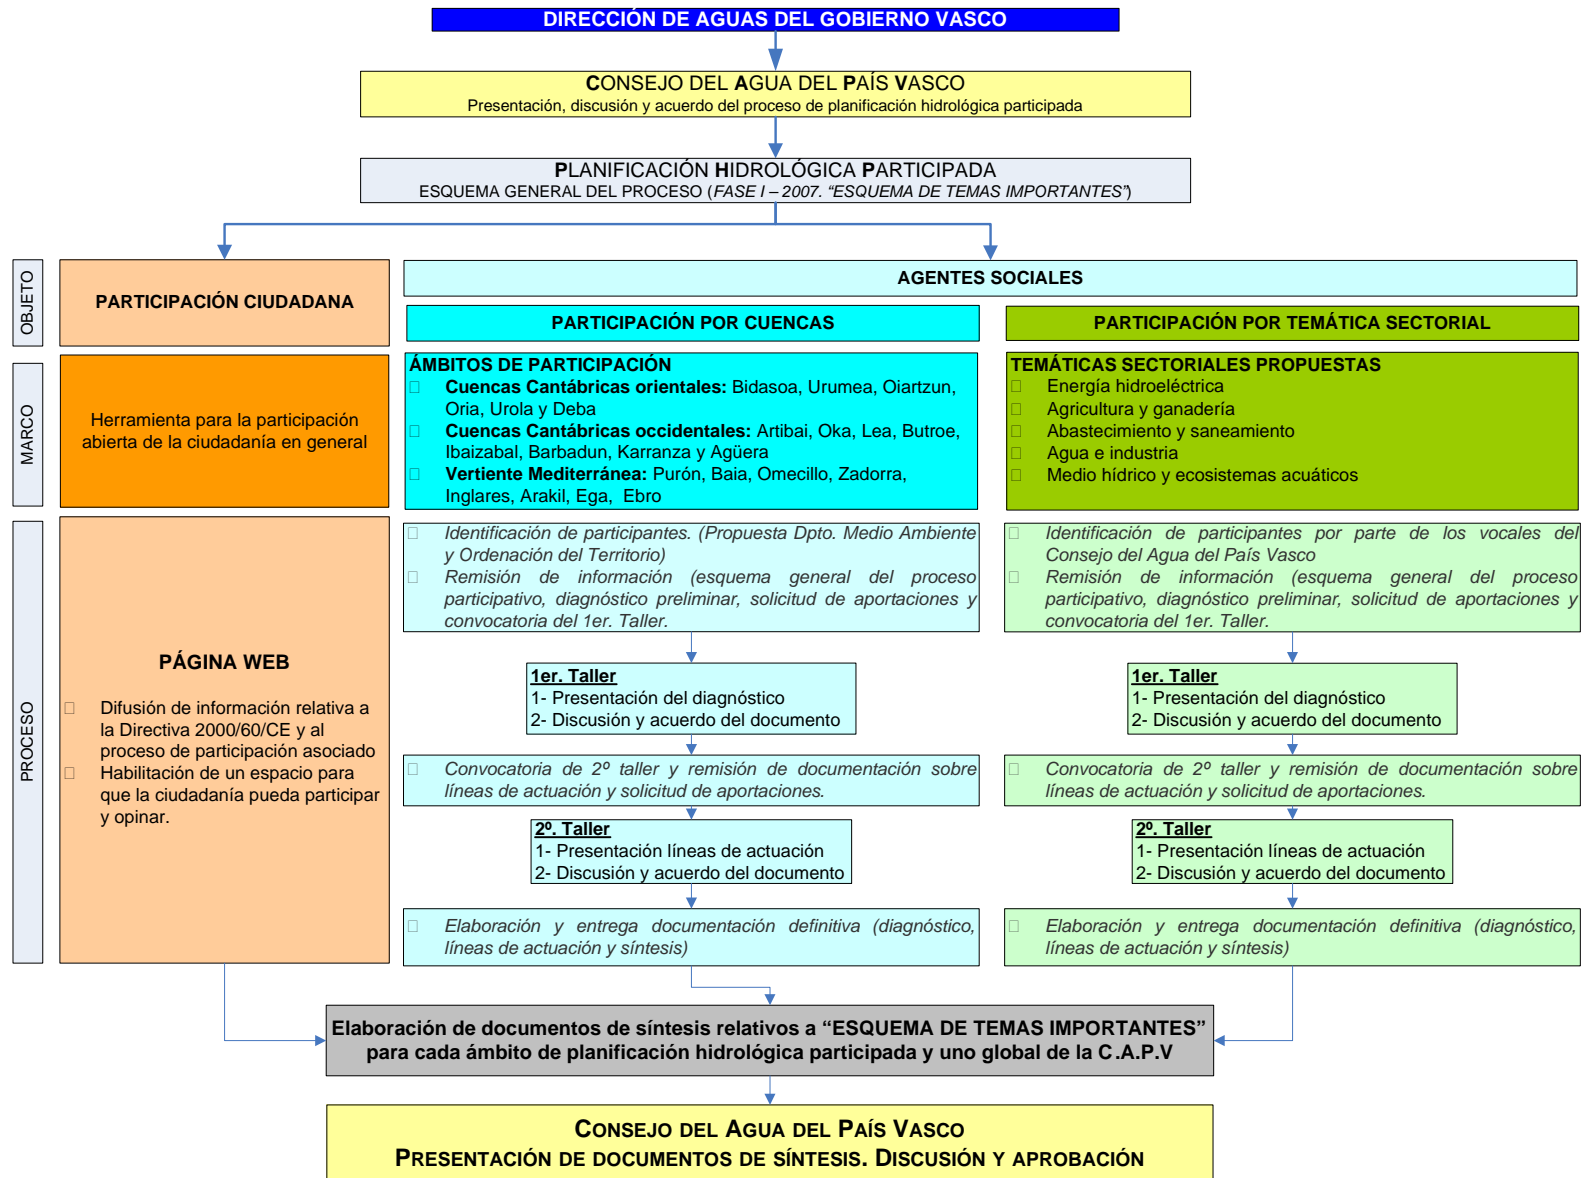 DIRECCIÓN DE AGUAS DEL GOBIERNO VASCO
CONSEJO DEL AGUA DEL PAÍS VASCO
Presentación, discusión y acuerdo del proceso de planificación hidrológica participada
PLANIFICACIÓN HIDROLÓGICA PARTICIPADA
ESQUEMA GENERAL DEL PROCESO (FASE I – 2007. “ESQUEMA DE TEMAS IMPORTANTES”)
OBJETO
PARTICIPACIÓN CIUDADANA
AGENTES SOCIALES
PARTICIPACIÓN POR CUENCAS
PARTICIPACIÓN POR TEMÁTICA SECTORIAL
MARCO
Herramienta para la participación
abierta de la ciudadanía en general
ÁMBITOS DE PARTICIPACIÓN
Cuencas Cantábricas orientales: Bidasoa, Urumea, Oiartzun,
Oria, Urola y Deba
Cuencas Cantábricas occidentales: Artibai, Oka, Lea, Butroe,
Ibaizabal, Barbadun, Karranza y Agüera
Vertiente Mediterránea: Purón, Baia, Omecillo, Zadorra,
Inglares, Arakil, Ega, Ebro
TEMÁTICAS SECTORIALES PROPUESTAS
Energía hidroeléctrica
Agricultura y ganadería
Abastecimiento y saneamiento
Agua e industria
Medio hídrico y ecosistemas acuáticos
PROCESO
PÁGINA WEB
Difusión de información relativa a
la Directiva 2000/60/CE y al
proceso de participación asociado
Habilitación de un espacio para
que la ciudadanía pueda participar
y opinar.
Identificación de participantes. (Propuesta Dpto. Medio Ambiente
y Ordenación del Territorio)
Remisión de información (esquema general del proceso
participativo, diagnóstico preliminar, solicitud de aportaciones y
convocatoria del 1er. Taller.
1er. Taller
1- Presentación del diagnóstico
2- Discusión y acuerdo del documento
Convocatoria de 2º taller y remisión de documentación sobre
líneas de actuación y solicitud de aportaciones.
2º. Taller
1- Presentación líneas de actuación
2- Discusión y acuerdo del documento
Elaboración y entrega documentación definitiva (diagnóstico,
líneas de actuación y síntesis)
Identificación de participantes por parte de los vocales del
Consejo del Agua del País Vasco
Remisión de información (esquema general del proceso
participativo, diagnóstico preliminar, solicitud de aportaciones y
convocatoria del 1er. Taller.
1er. Taller
1- Presentación del diagnóstico
2- Discusión y acuerdo del documento
Convocatoria de 2º taller y remisión de documentación sobre
líneas de actuación y solicitud de aportaciones.
2º. Taller
1- Presentación líneas de actuación
2- Discusión y acuerdo del documento
Elaboración y entrega documentación definitiva (diagnóstico,
líneas de actuación y síntesis)
Elaboración de documentos de síntesis relativos a “ESQUEMA DE TEMAS IMPORTANTES”
para cada ámbito de planificación hidrológica participada y uno global de la C.A.P.V
CONSEJO DEL AGUA DEL PAÍS VASCO
PRESENTACIÓN DE DOCUMENTOS DE SÍNTESIS. DISCUSIÓN Y APROBACIÓN